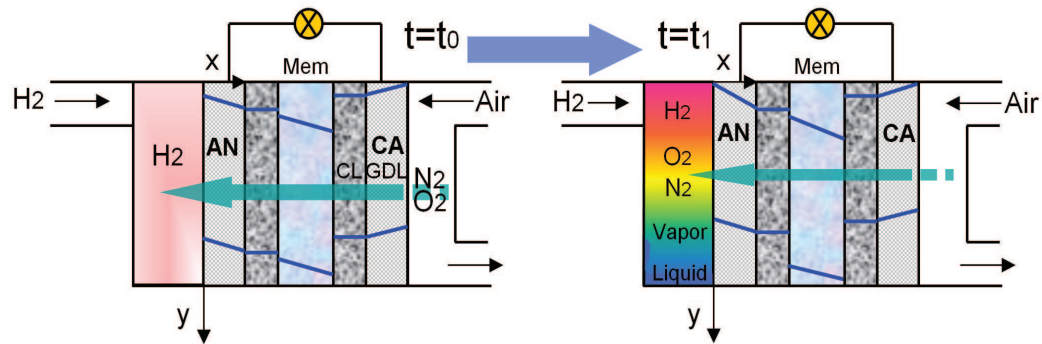 t=t0
t=t1
x
Mem
H2
Air
AN
CA
H2
CL GDL
N2
O2
y
x
Mem
H2
Air
H2
AN
CA
O2
N2
Vapor
Liquid
y